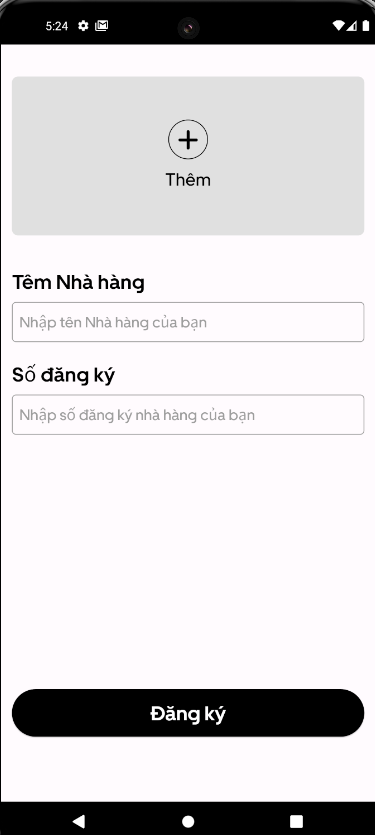 5:24
Thêm
Têm Nhà hàng
Nhập tên Nhà hàng của bạn
Số đăng ký
Nhập số đăng ký nhà hàng của bạn
Đăng ký